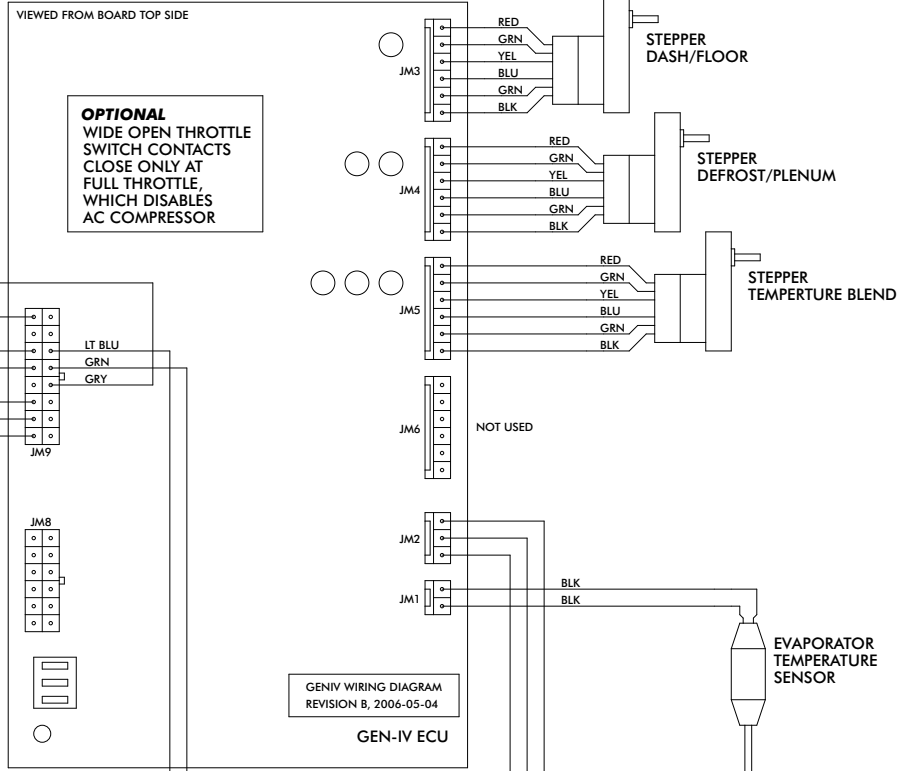 VIEWED FROM BOARD TOP SIDE
OPTIONAL
WIDE OPEN THROTTLE
SWITCH CONTACTS
CLOSE ONLY AT
FULL THROTTLE,
WHICH DISABLES
AC COMPRESSOR
JM3
RED
GRN
YEL
BLU
GRN
BLK
STEPPER
DASH/FLOOR
JM4
RED
GRN
YEL
BLU
GRN
BLK
STEPPER
DEFROST/PLENUM
JM5
RED
GRN
YEL
BLU
GRN
BLK
STEPPER
TEMPERTURE BLEND
LT BLU
GRN
GRY
JM9
JM6
NOT USED
JM8
JM2
JM1
BLK
BLK
EVAPORATOR
TEMPERATURE
SENSOR
GENIV WIRING DIAGRAM
REVISION B, 2006-05-04
GEN-IV ECU